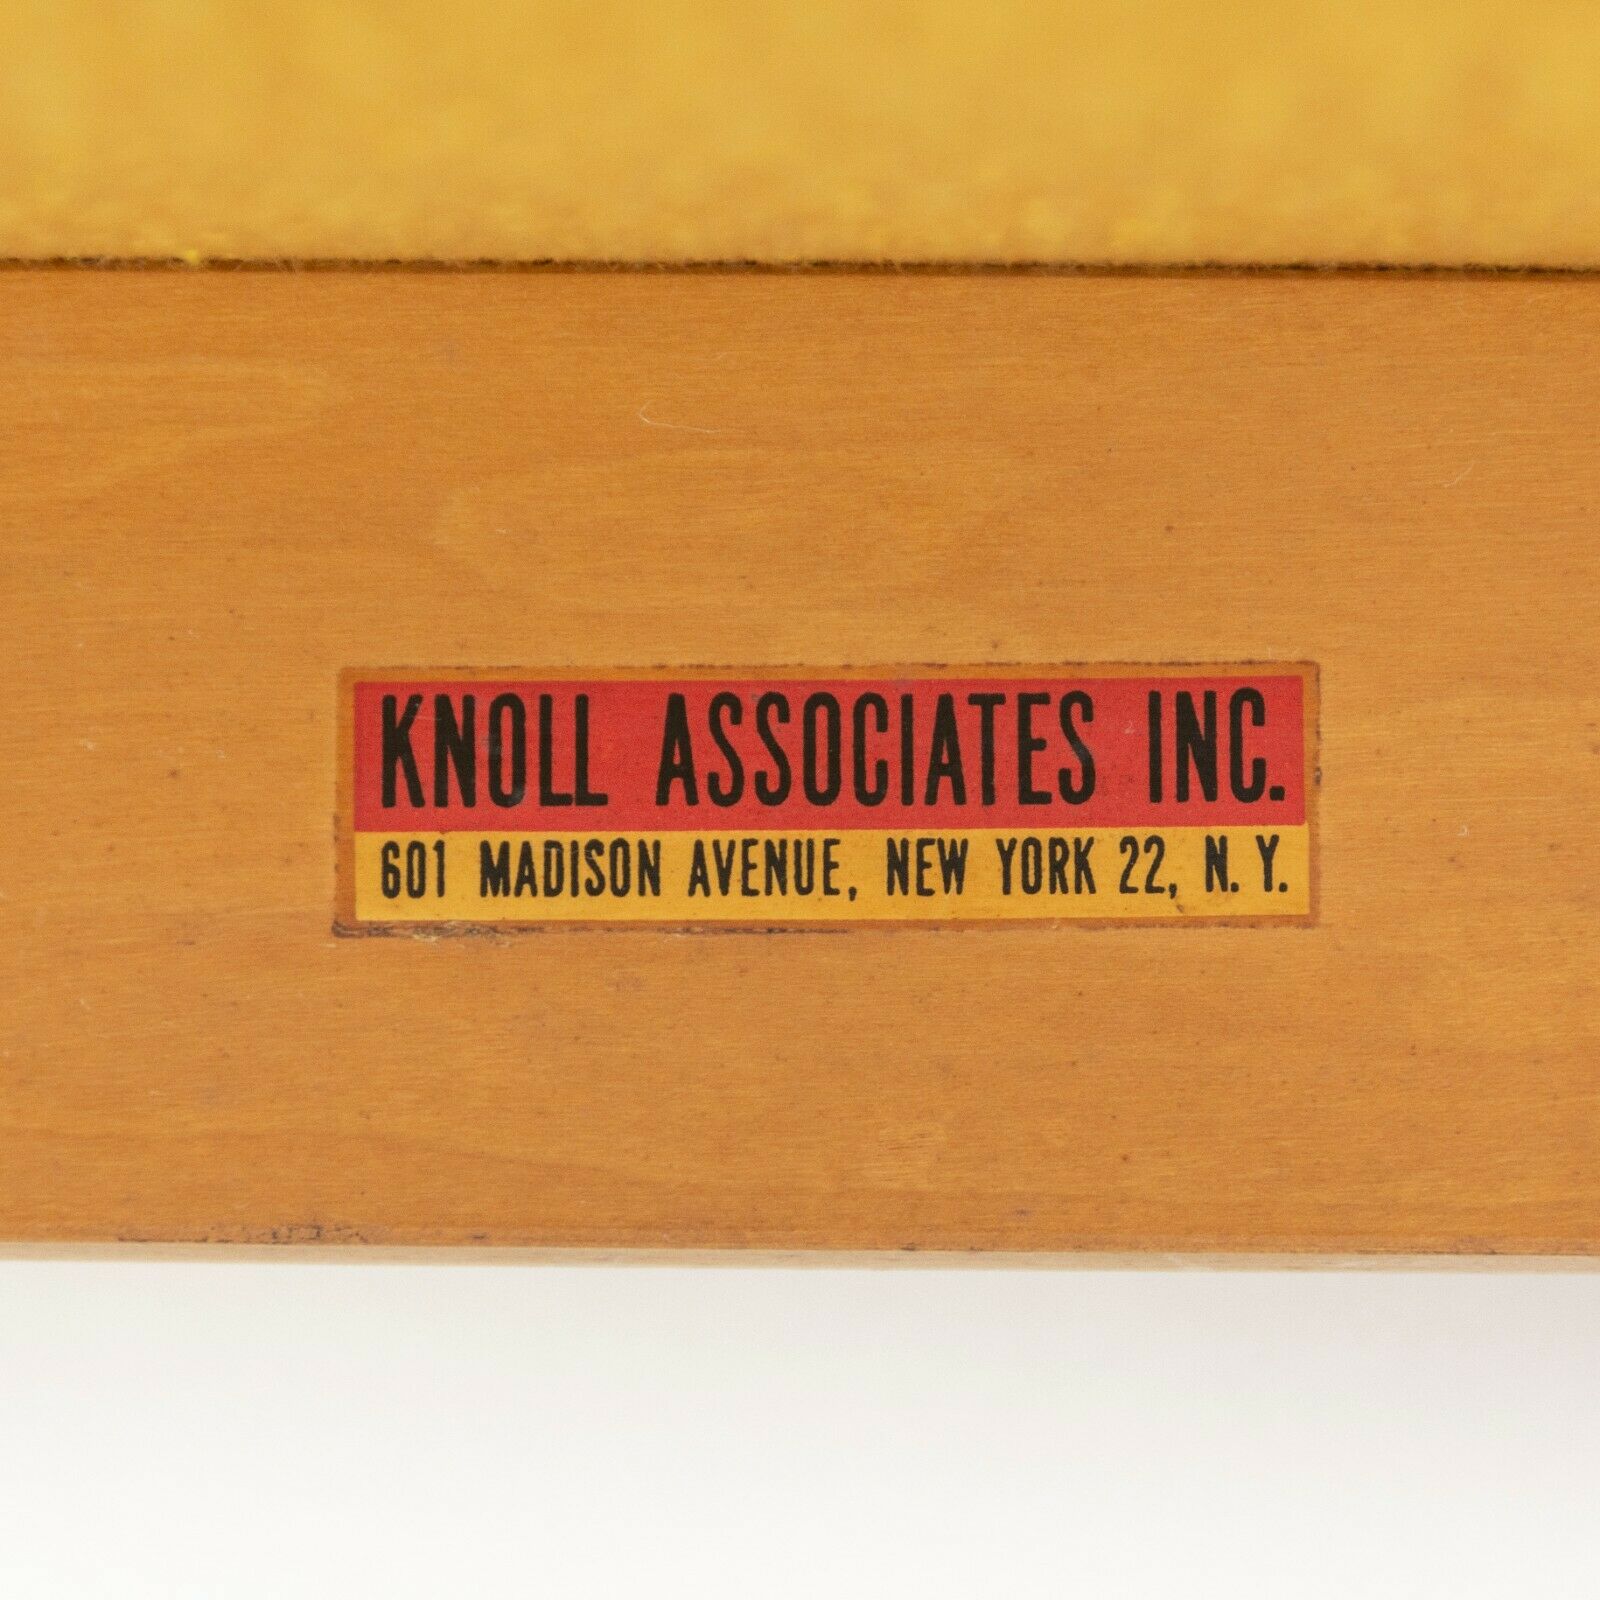 KNOLL ASSOCIATES INC.
601 MADISON AVENUE, NEW YORK 22, N. Y.